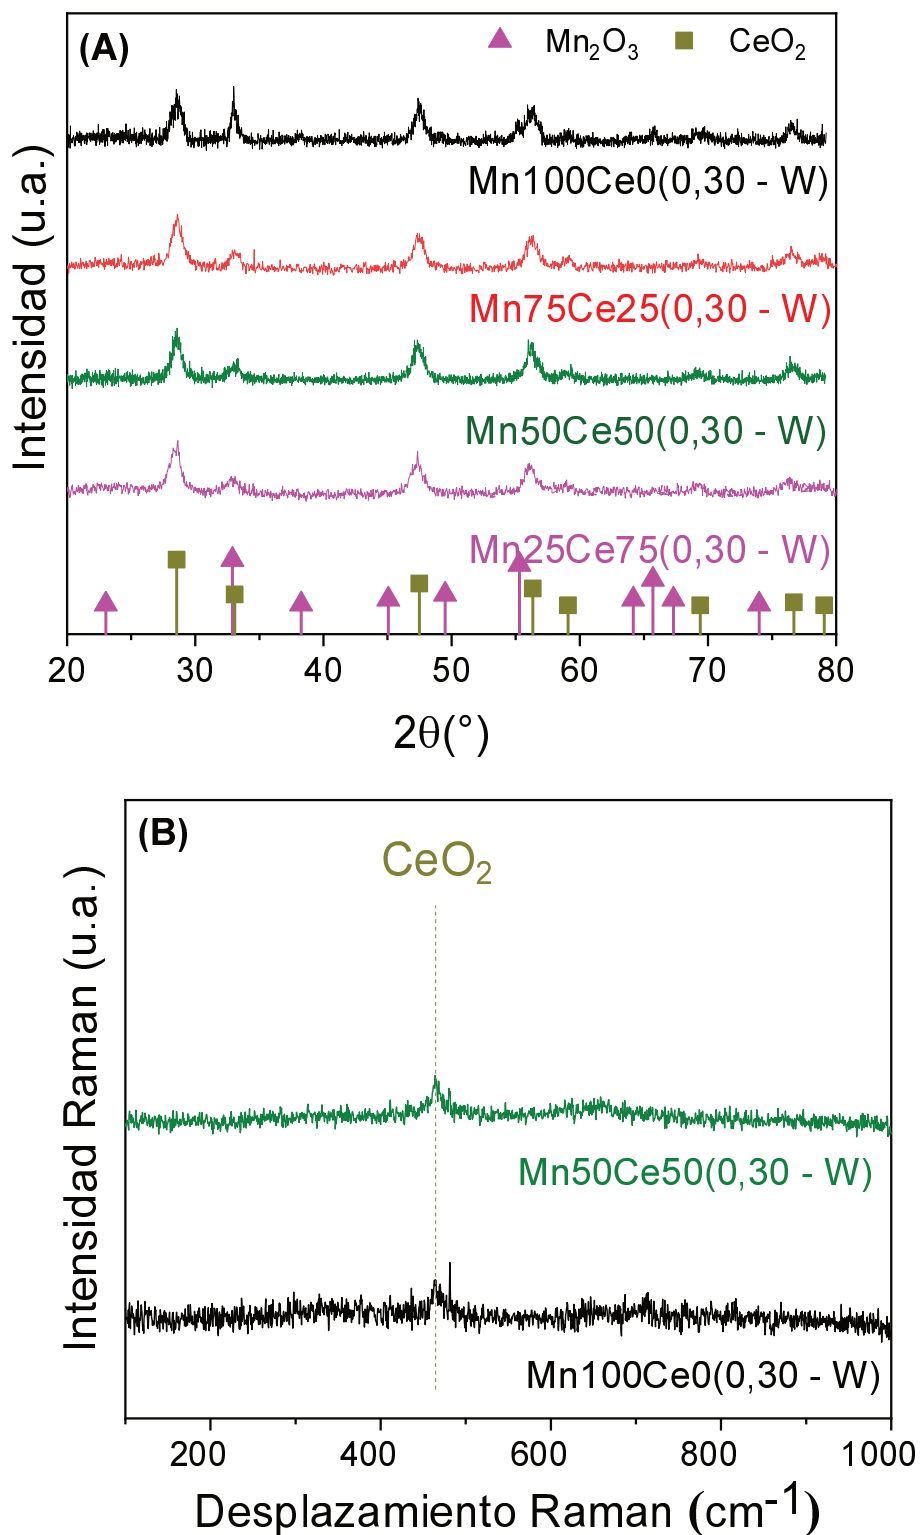 (A)
Mn₂O₃ CeO₂
Mn100Ce0(0,30 - W)
Mn75Ce25(0,30 - W)
Mn50Ce50(0,30 - W)
Mn25Ce75(0,30 - W)
Intensidad (u.a.)
20 30 40 50 60 70 80
2θ(°)
(B)
CeO₂
Mn50Ce50(0,30 - W)
Mn100Ce0(0,30 - W)
Intensidad Raman (u.a.)
200 400 600 800 1000
Desplazamiento Raman (cm⁻¹)